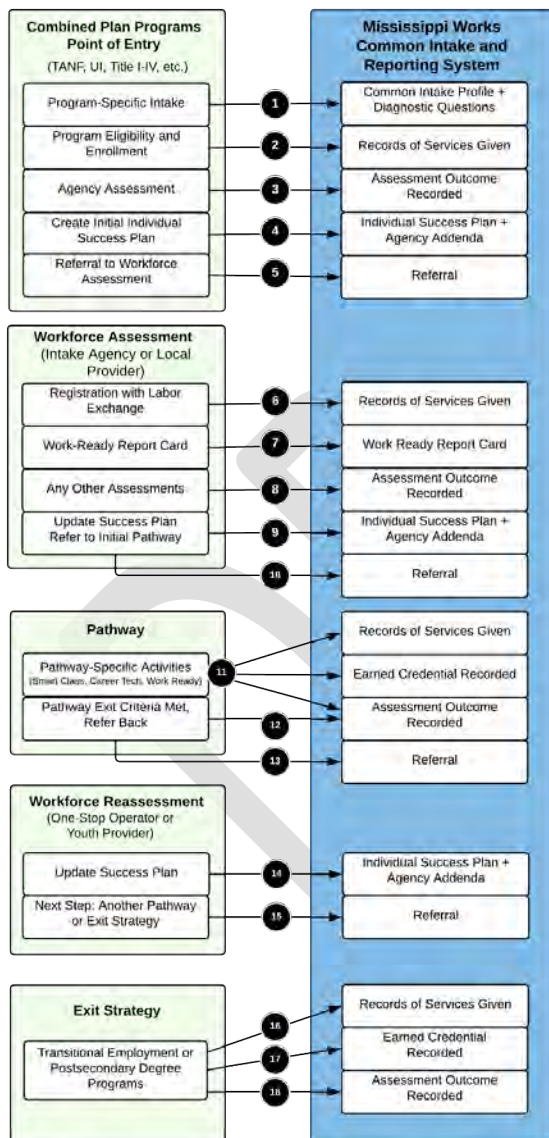 Combined Plan Programs
Point of Entry
(TANF, UI, Title I-IV, etc.)
Mississippi Works
Common Intake and
Reporting System
Program-Specific Intake
1
Common Intake Profile +
Diagnostic Questions
Program Eligibility and
Enrollment
2
Records of Services Given
Agency Assessment
3
Assessment Outcome
Recorded
Create Initial Individual
Success Plan
4
Individual Success Plan +
Agency Addenda
Referral to Workforce
Assessment
5
Referral
Workforce Assessment
(Intake Agency or Local
Provider)
Registration with Labor
Exchange
6
Records of Services Given
Work-Ready Report Card
7
Work Ready Report Card
Any Other Assessments
8
Assessment Outcome
Recorded
Update Success Plan
Refer to Initial Pathway
9
Individual Success Plan +
Agency Addenda
10
Referral
Pathway
Records of Services Given
Pathway-Specific Activities
(Smart Class, Career Tech, Work Ready)
11
Earned Credential Recorded
Pathway Exit Criteria Met,
Refer Back
12
Assessment Outcome
Recorded
13
Referral
Workforce Reassessment
(One-Stop Operator or
Youth Provider)
Update Success Plan
14
Individual Success Plan +
Agency Addenda
Next Step: Another Pathway
or Exit Strategy
15
Referral
Exit Strategy
16
Records of Services Given
Transitional Employment or
Postsecondary Degree
Programs
17
Earned Credential
Recorded
18
Assessment Outcome
Recorded